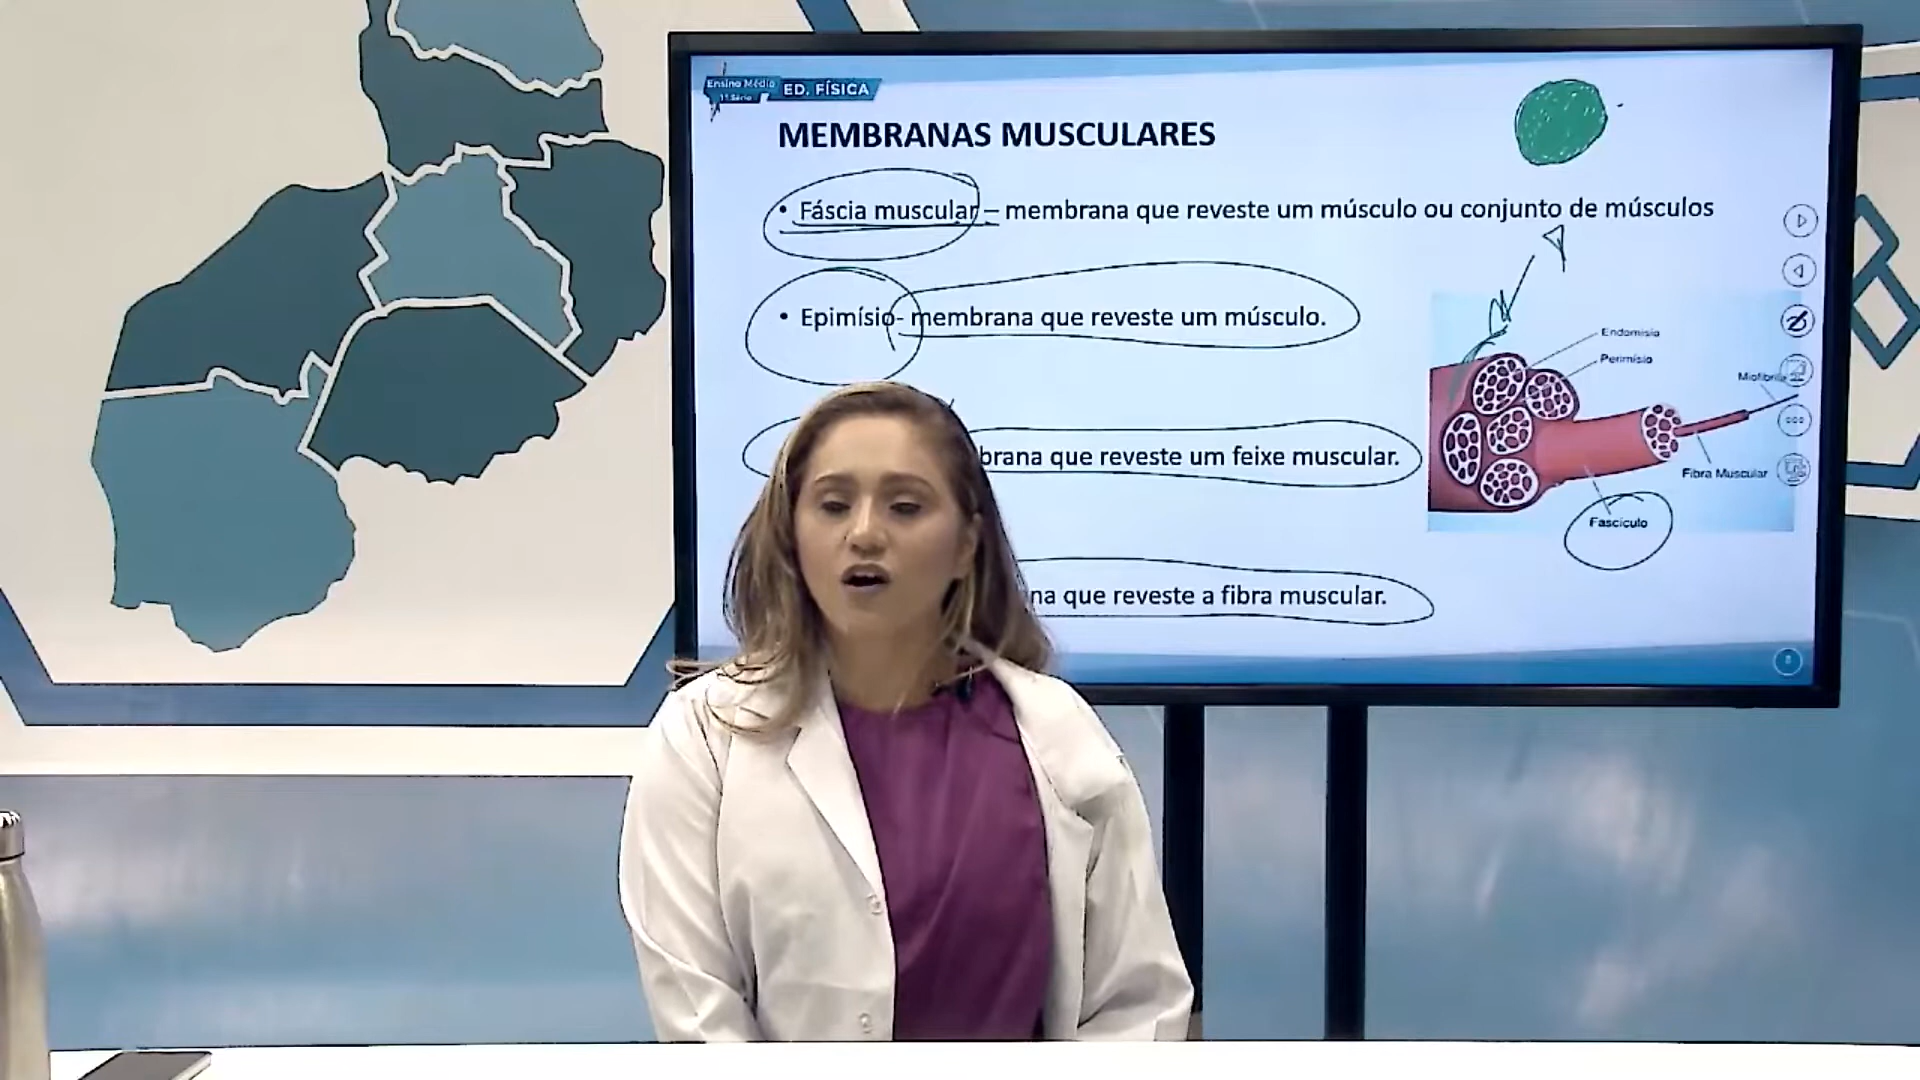 Ensino Médio
1ª Série
ED. FÍSICA
MEMBRANAS MUSCULARES
• Fáscia muscular – membrana que reveste um músculo ou conjunto de músculos
• Epimísio- membrana que reveste um músculo.
brana que reveste um feixe muscular.
na que reveste a fibra muscular.
Endomísio
Perimísio
Miofibrila
Fibra Muscular
Fascículo